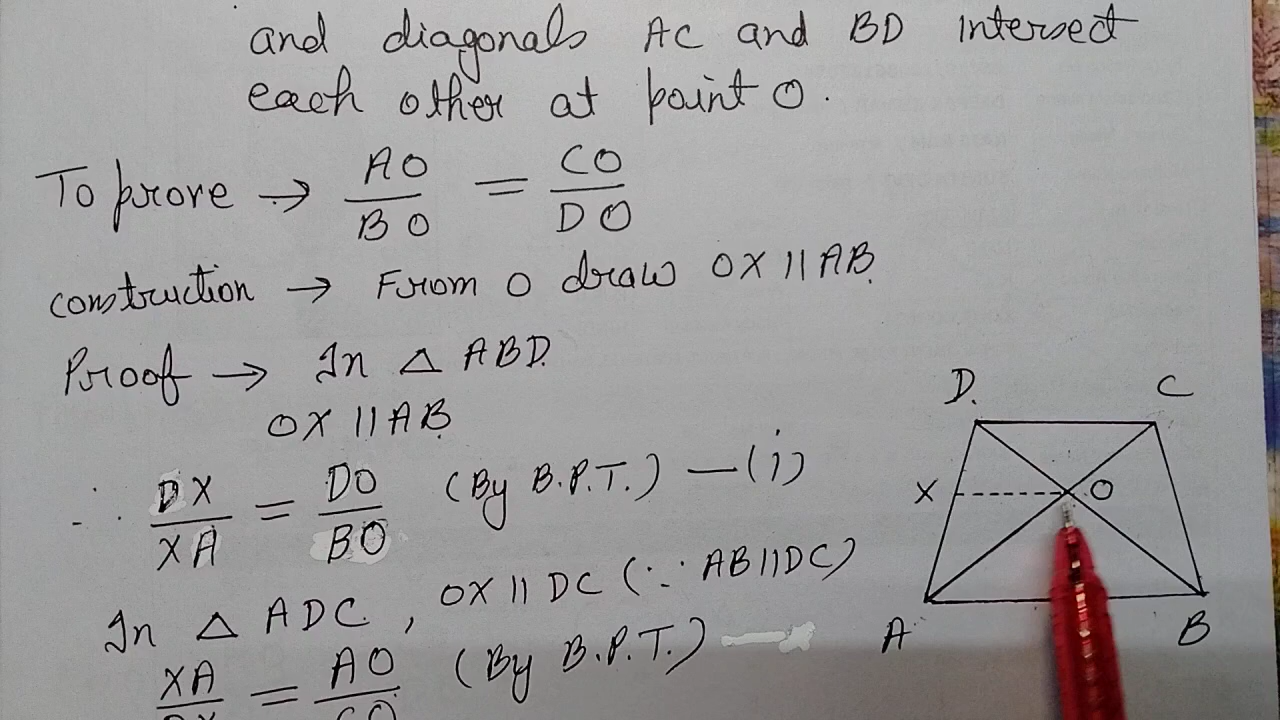 and diagonals AC and BD intersect
each other at point O.
To prove → AO/BO = CO/DO
construction → From O draw OX || AB.
Proof → In △ ABD.
OX || AB
∴ DX/XA = DO/BO (By B.P.T.) — (i)
In △ ADC, OX || DC (∵ AB || DC)
XA/DX = AO/CO (By B.P.T.) —
D. C
X O
A B